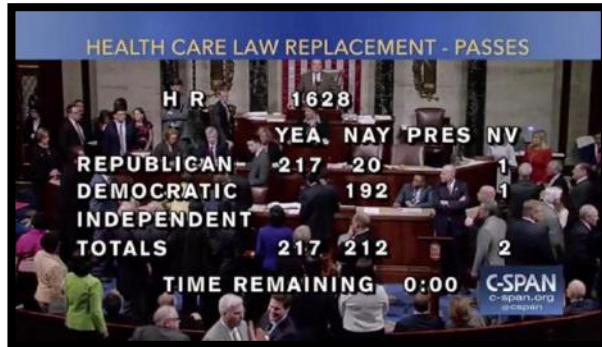 HEALTH CARE LAW REPLACEMENT - PASSES
H R 1628
YEA NAY PRES NV
REPUBLICAN 217 20 1
DEMOCRATIC 192 1
INDEPENDENT
TOTALS 217 212 2
TIME REMAINING 0:00
C-SPAN
c-span.org
@cspan